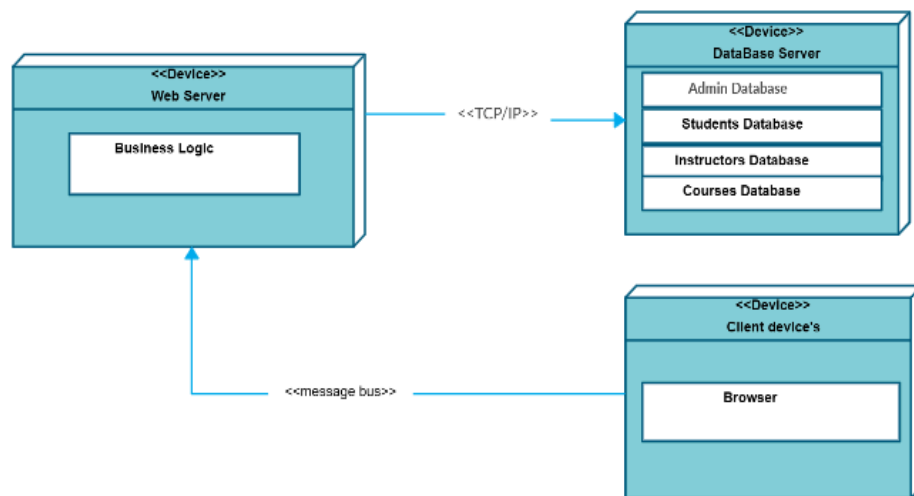 <<Device>>
Web Server
Business Logic
<<TCP/IP>>
<<Device>>
DataBase Server
Admin Database
Students Database
Instructors Database
Courses Database
<<message bus>>
<<Device>>
Client device's
Browser